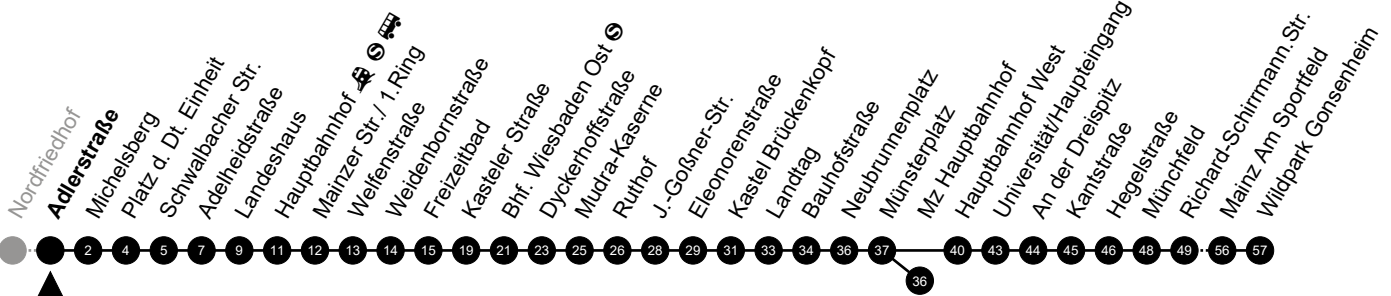 Nordfriedhof
Adlerstraße
Michelsberg
Platz d. Dt. Einheit
Schwalbacher Str.
Adelheidstraße
Landeshaus
Hauptbahnhof S
Mainzer Str./ 1.Ring
Welfenstraße
Weidenbornstraße
Freizeitbad
Kasteler Straße
Bhf. Wiesbaden Ost S
Dyckerhoffstraße
Mudra-Kaserne
Ruthof
J.-Goßner-Str.
Eleonorenstraße
Kastel Brückenkopf
Landtag
Bauhofstraße
Neubrunnenplatz
Münsterplatz
Mz Hauptbahnhof
Hauptbahnhof West
Universität/Haupteingang
An der Dreispitz
Kantstraße
Hegelstraße
Münchfeld
Richard-Schirrmann.Str.
Mainz Am Sportfeld
Wildpark Gonsenheim
2 4 5 7 9 11 12 13 14 15 19 21 23 25 26 28 29 31 33 34 36 37 40 43 44 45 46 48 49 56 57
36